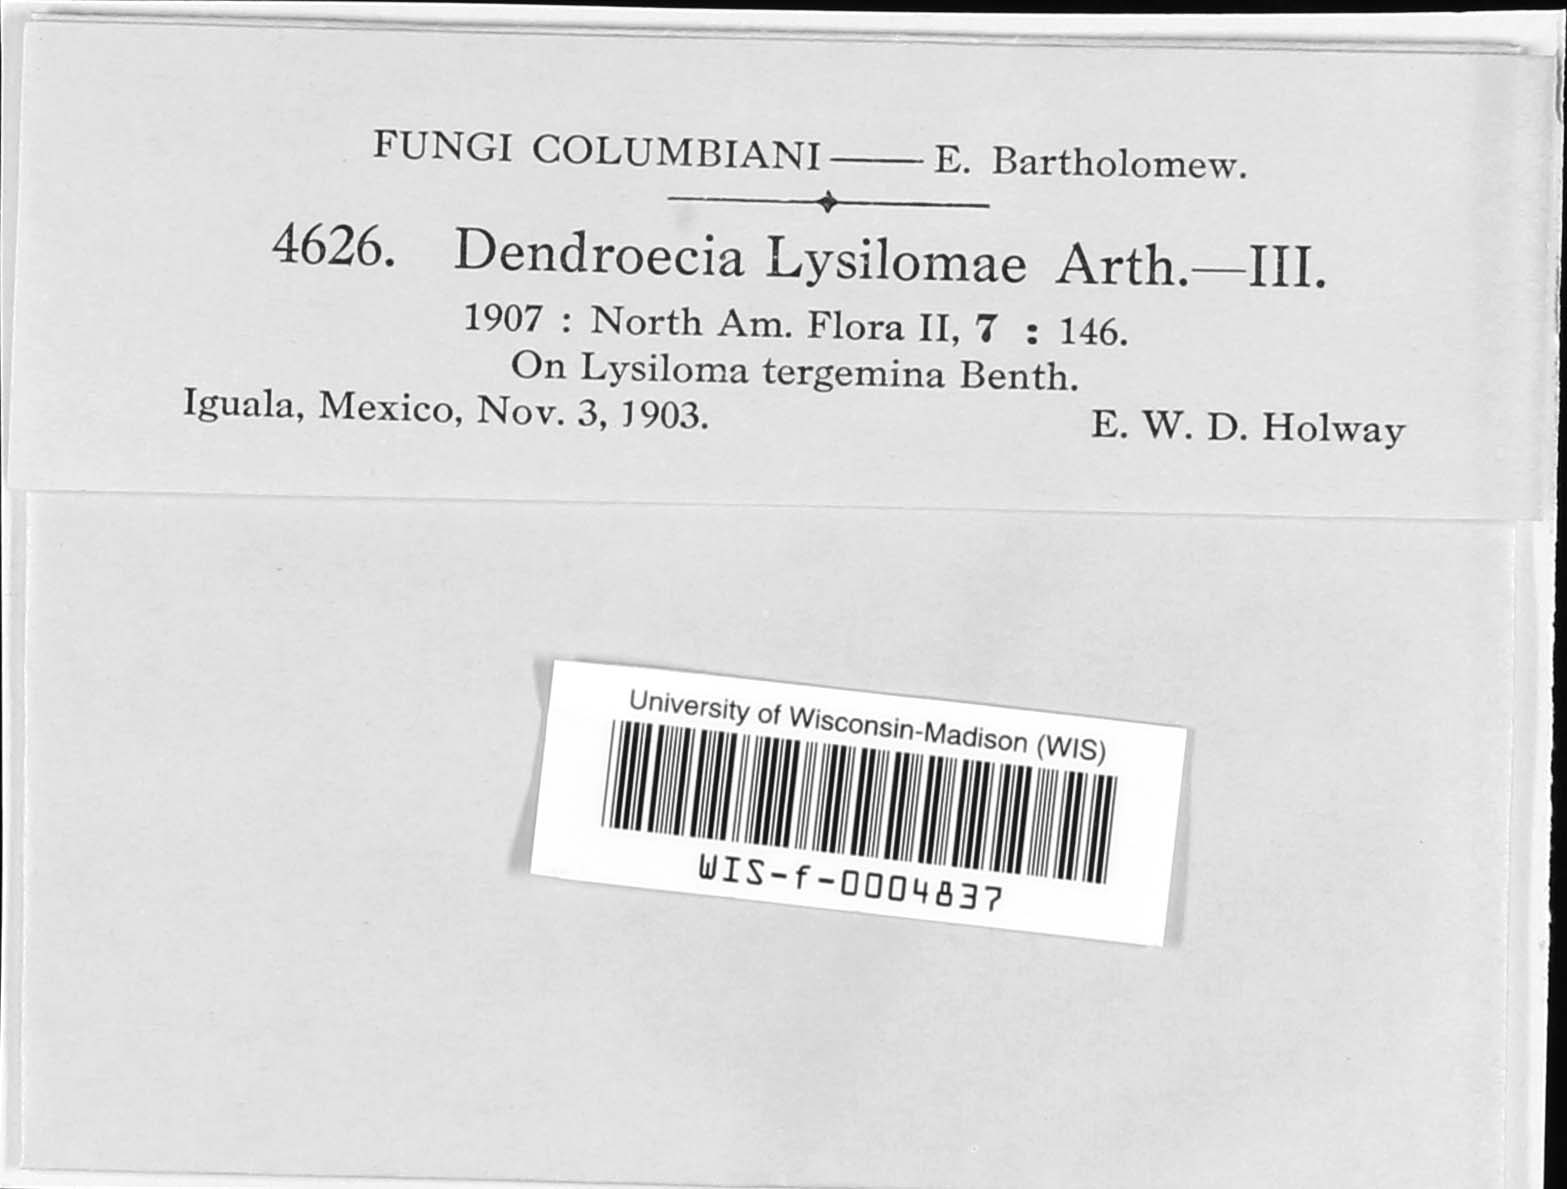 FUNGI COLUMBIANI — E. Bartholomew.
4626. Dendroecia Lysilomae Arth.—III.
1907 : North Am. Flora II, 7 : 146.
On Lysiloma tergemina Benth.
Iguala, Mexico, Nov. 3, 1903. E. W. D. Holway
University of Wisconsin-Madison (WIS)
WIS-f-0004837